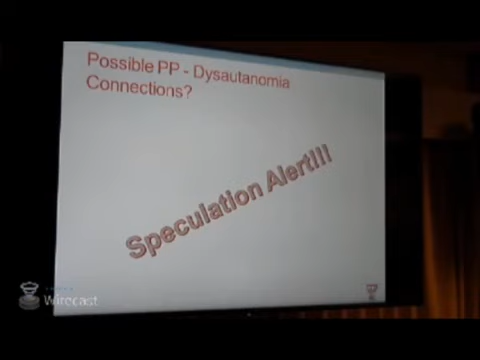 Possible PP - Dysautanomia
Connections?
Speculation Alert!!!
Wirecast